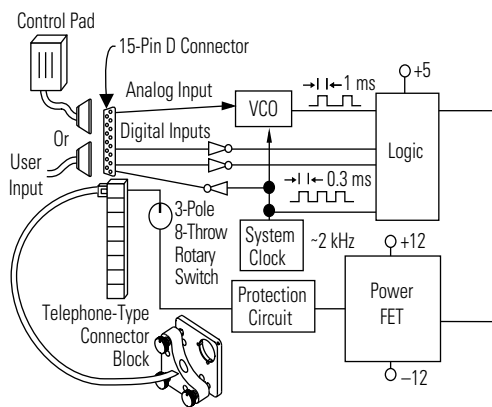 Control Pad
15-Pin D Connector
Analog Input
Or
Digital Inputs
User
Input
VCO
1 ms
+5
Logic
0.3 ms
3-Pole
8-Throw
Rotary
Switch
System
Clock
~2 kHz
+12
Telephone-Type
Connector
Block
Protection
Circuit
Power
FET
–12